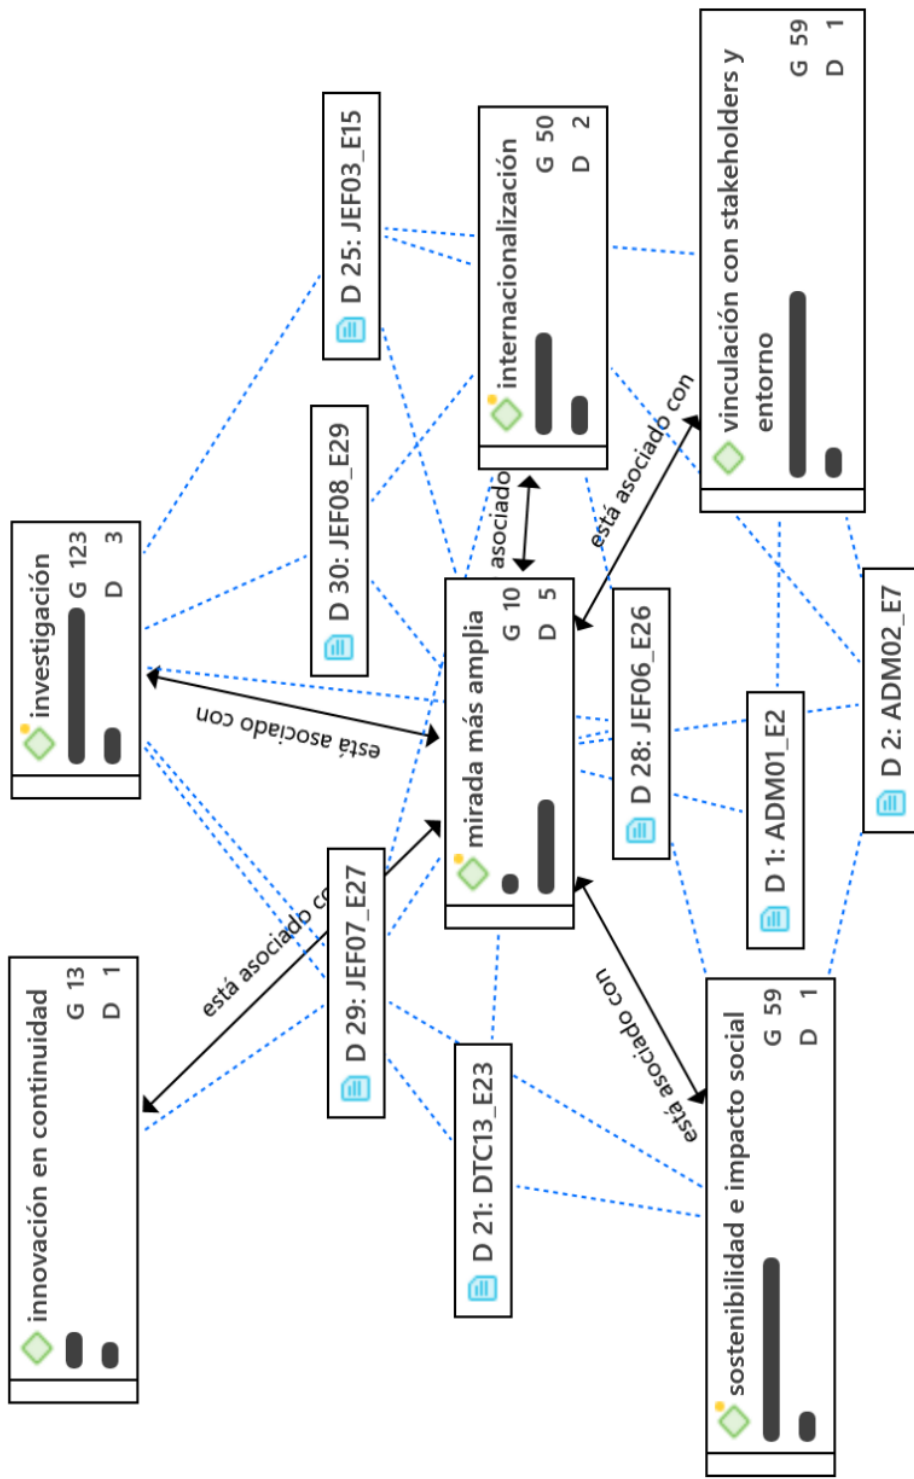 innovación en continuidad
G 13
D 1
investigación
G 123
D 3
D 29: JEF07_E27
D 30: JEF08_E29
D 25: JEF03_E15
está asociado co
está asociado con
D 21: DTC13_E23
mirada más amplia
G 10
D 5
asociado
internacionalización
G 50
D 2
está asociado con
está asociado con
D 28: JEF06_E26
sostenibilidad e impacto social
G 59
D 1
D 1: ADM01_E2
vinculación con stakeholders y
entorno
G 59
D 1
D 2: ADM02_E7